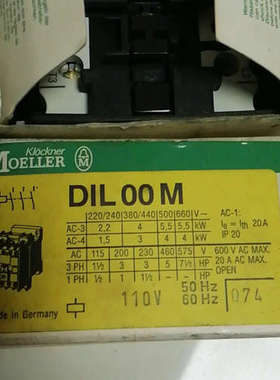 Klöckner
MOELLER
DIL 00 M
220/240 380/440 500 660 V~ AC-1:
AC-3 2,2 4 5,5 5,5 kW Ie = Ith 20A
AC-4 1,5 3 4 4 kW IP 20
AC 115 200 230 460 575 V 600 V AC MAX.
3 PH 1½ 3 3 5 7½ HP 20 A AC MAX.
1 PH ½ 1 1 HP OPEN
110V 50 Hz
60 Hz 074
Made in Germany